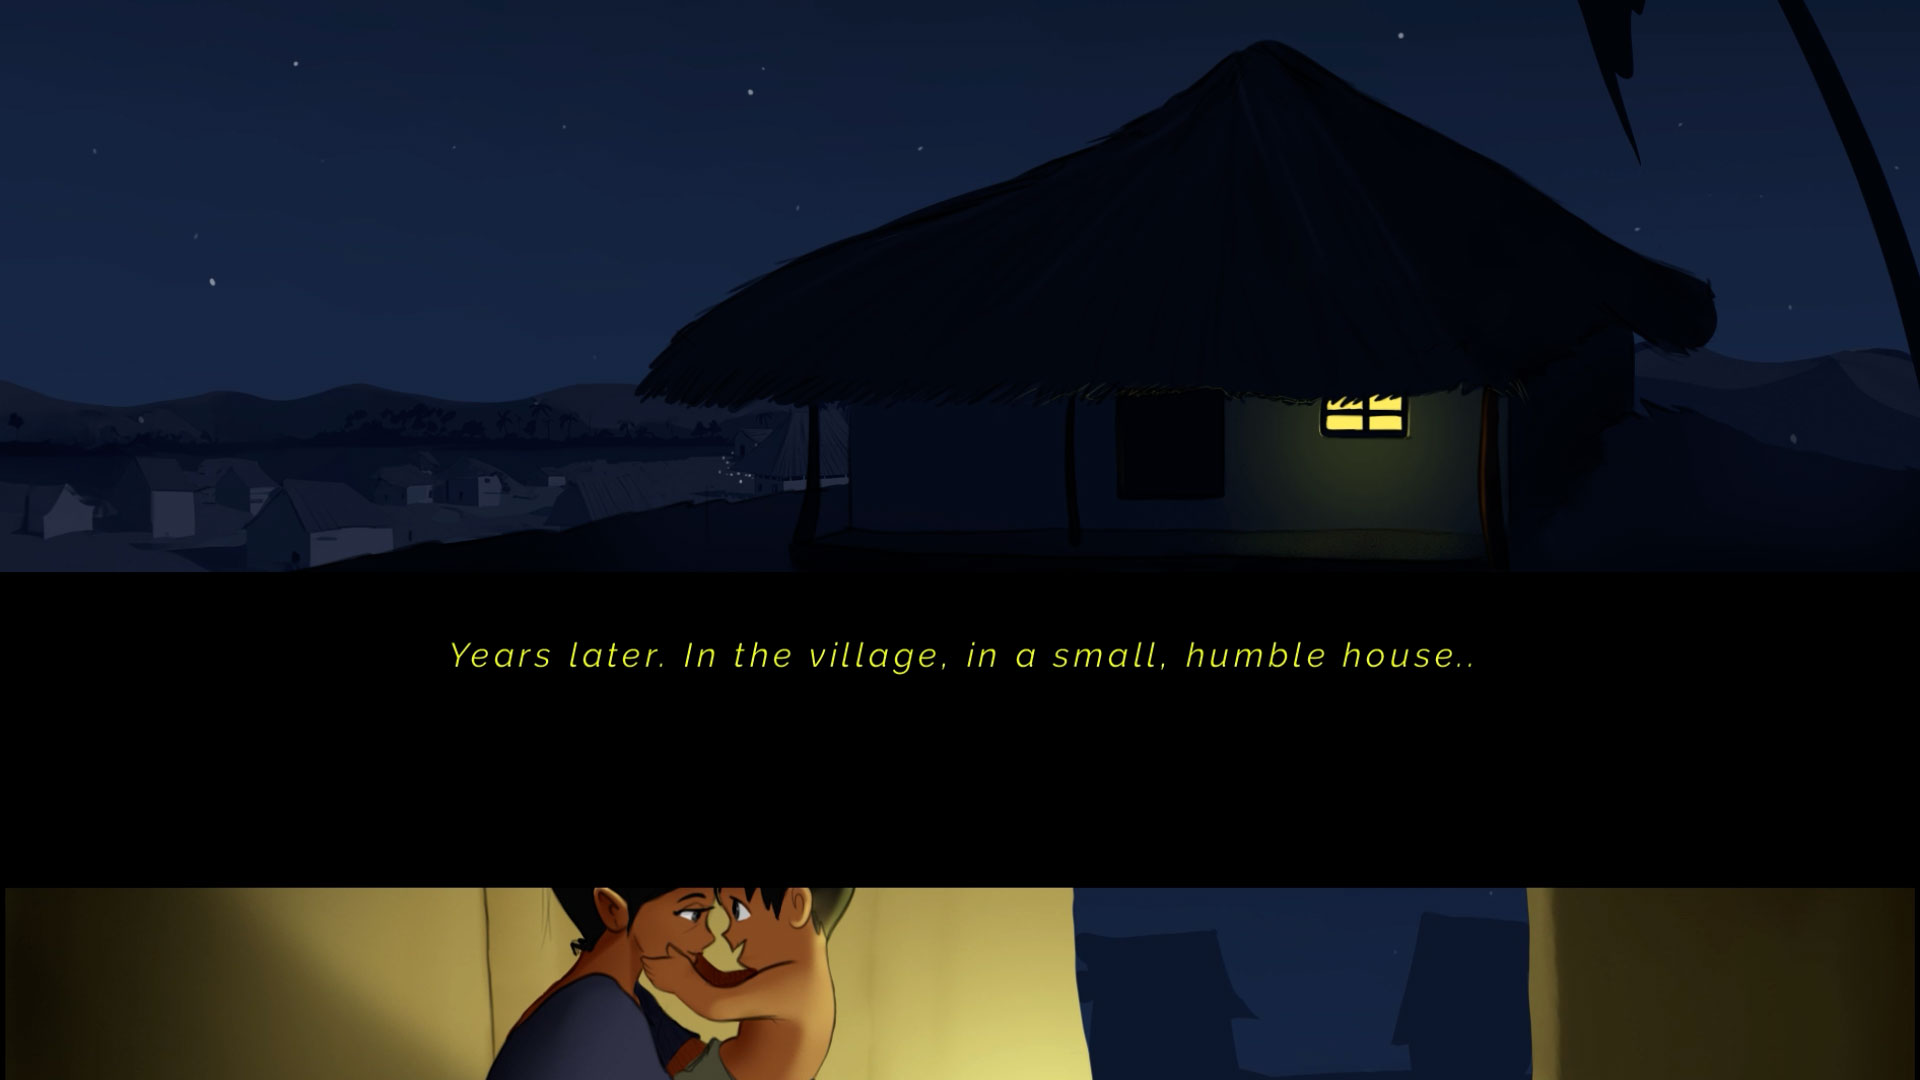 Years later. In the village, in a small, humble house..